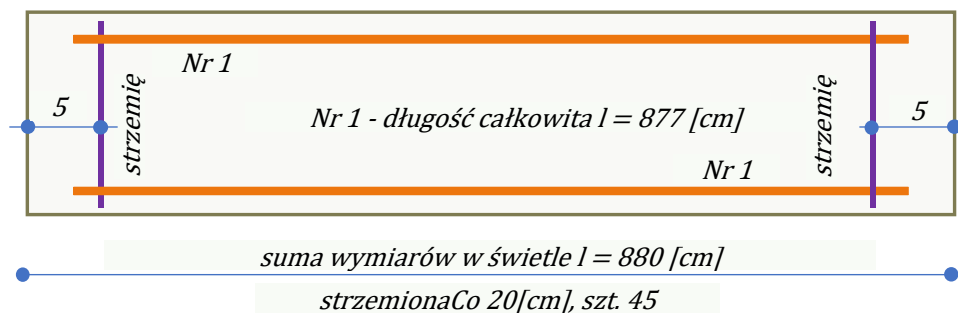 Nr 1
5
strzemię
Nr 1 - długość całkowita l = 877 [cm]
strzemię
5
Nr 1
suma wymiarów w świetle l = 880 [cm]
strzemionaCo 20[cm], szt. 45